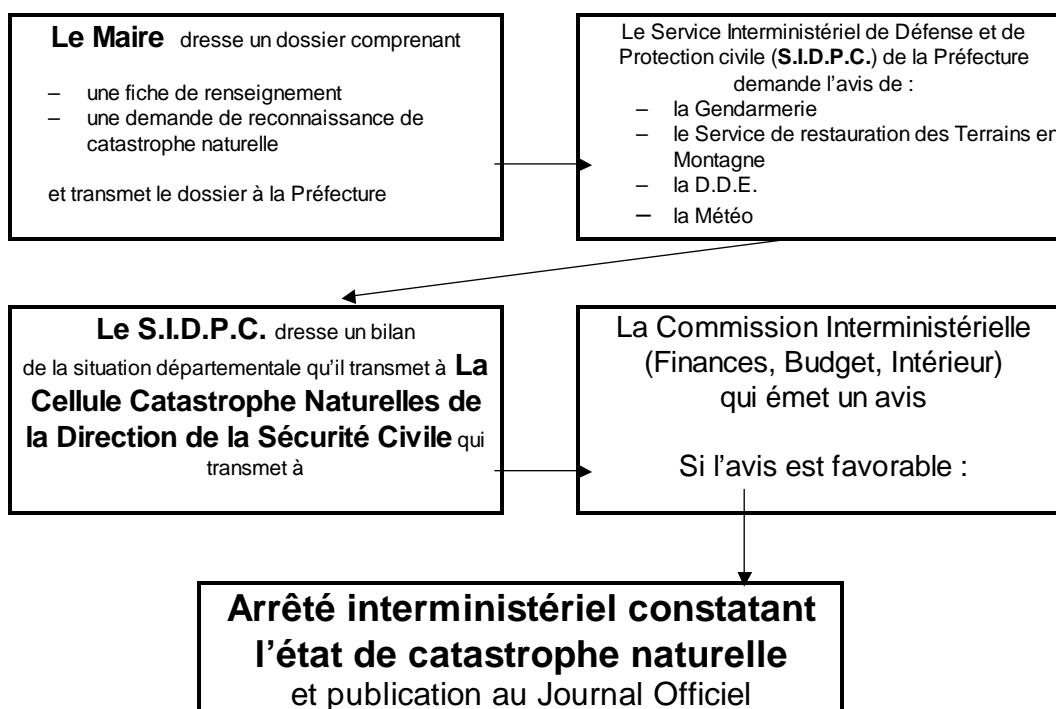 Le Maire dresse un dossier comprenant
– une fiche de renseignement
– une demande de reconnaissance de
catastrophe naturelle
et transmet le dossier à la Préfecture
Le Service Interministériel de Défense et de
Protection civile (S.I.D.P.C.) de la Préfecture
demande l’avis de :
– la Gendarmerie
– le Service de restauration des Terrains en
Montagne
– la D.D.E.
– la Météo
Le S.I.D.P.C. dresse un bilan
de la situation départementale qu’il transmet à La
Cellule Catastrophe Naturelles de
la Direction de la Sécurité Civile qui
transmet à
La Commission Interministérielle
(Finances, Budget, Intérieur)
qui émet un avis
Si l’avis est favorable :
Arrêté interministériel constatant
l’état de catastrophe naturelle
et publication au Journal Officiel